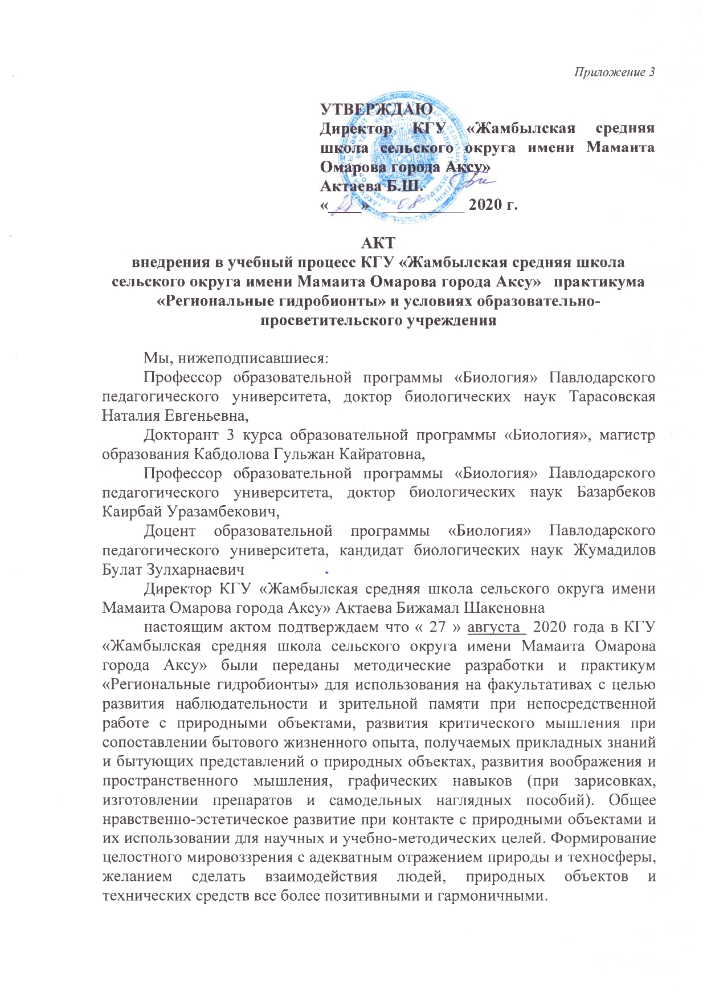 Приложение 3
УТВЕРЖДАЮ
Директор КГУ «Жамбылская средняя
школа сельского округа имени Мамаита
Омарова города Аксу»
Актаева Б.Ш.
«____» 08 2020 г.
АКТ
внедрения в учебный процесс КГУ «Жамбылская средняя школа
сельского округа имени Мамаита Омарова города Аксу» практикума
«Региональные гидробионты» и условиях образовательно-
просветительского учреждения
Мы, нижеподписавшиеся:
Профессор образовательной программы «Биология» Павлодарского
педагогического университета, доктор биологических наук Тарасовская
Наталия Евгеньевна,
Докторант 3 курса образовательной программы «Биология», магистр
образования Кабдолова Гульжан Кайратовна,
Профессор образовательной программы «Биология» Павлодарского
педагогического университета, доктор биологических наук Базарбеков
Каирбай Уразамбекович,
Доцент образовательной программы «Биология» Павлодарского
педагогического университета, кандидат биологических наук Жумадилов
Булат Зулхарнаевич
Директор КГУ «Жамбылская средняя школа сельского округа имени
Мамаита Омарова города Аксу» Актаева Бижамал Шакеновна
настоящим актом подтверждаем что « 27 » августа 2020 года в КГУ
«Жамбылская средняя школа сельского округа имени Мамаита Омарова
города Аксу» были переданы методические разработки и практикум
«Региональные гидробионты» для использования на факультативах с целью
развития наблюдательности и зрительной памяти при непосредственной
работе с природными объектами, развития критического мышления при
сопоставлении бытового жизненного опыта, получаемых прикладных знаний
и бытующих представлений о природных объектах, развития воображения и
пространственного мышления, графических навыков (при зарисовках,
изготовлении препаратов и самодельных наглядных пособий). Общее
нравственно-эстетическое развитие при контакте с природными объектами и
их использовании для научных и учебно-методических целей. Формирование
целостного мировоззрения с адекватным отражением природы и техносферы,
желанием сделать взаимодействия людей, природных объектов и
технических средств все более позитивными и гармоничными.